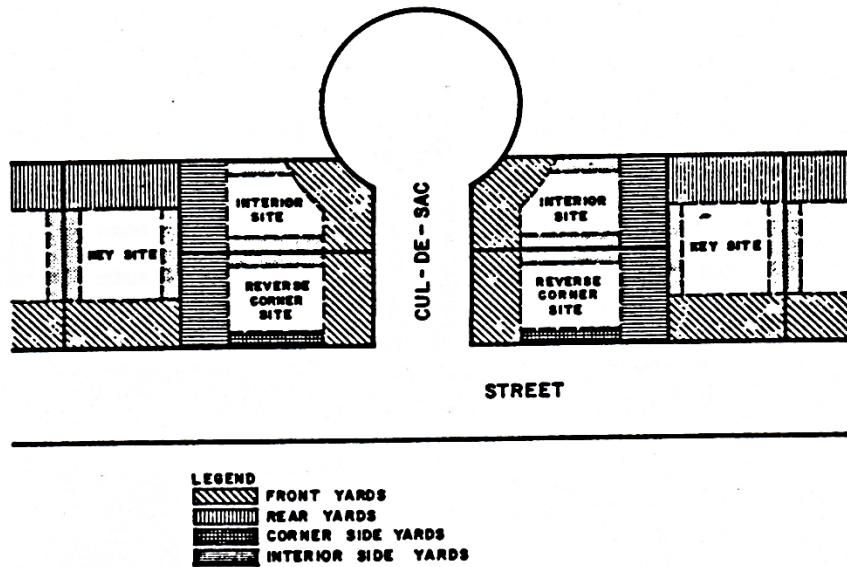 INTERIOR
SITE
KEY SITE
REVERSE
CORNER
SITE
CUL-DE-SAC
INTERIOR
SITE
KEY SITE
REVERSE
CORNER
SITE
STREET
LEGEND
FRONT YARDS
REAR YARDS
CORNER SIDE YARDS
INTERIOR SIDE YARDS